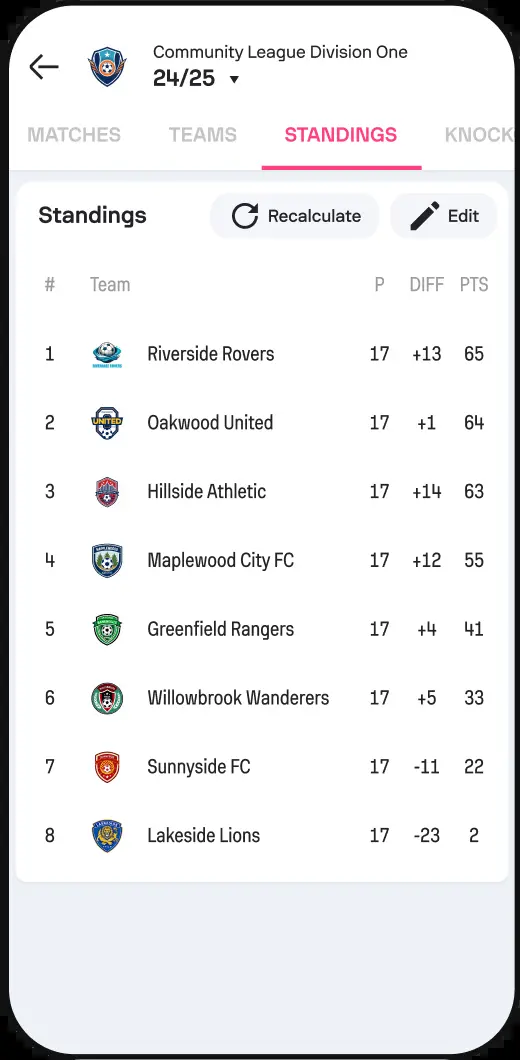 Community League Division One
24/25 ▼
MATCHES TEAMS STANDINGS KNOCK
Standings Recalculate Edit
# Team P DIFF PTS
1 Riverside Rovers 17 +13 65
2 UNITED Oakwood United 17 +1 64
3 Hillside Athletic 17 +14 63
4 Maplewood City FC 17 +12 55
5 Greenfield Rangers 17 +4 41
6 Willowbrook Wanderers 17 +5 33
7 Sunnyside FC 17 -11 22
8 Lakeside Lions 17 -23 2